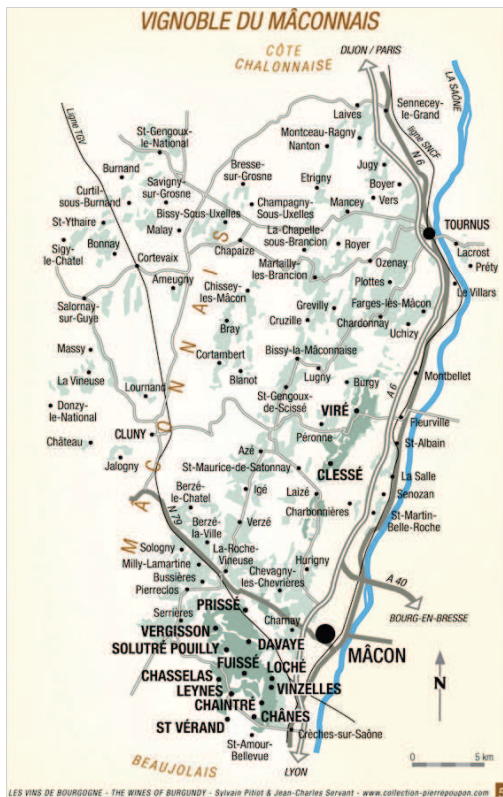 VIGNOBLE DU MÂCONNAIS
CÔTE
CHALONNAISE
DIJON / PARIS
LA SAÔNE
Ligne TGV
ligne SNCF
N 6
Laives
Sennecey-
le-Grand
St-Gengoux-
le-National
Montceau-Ragny
Nanton
Burnand
Bresse-
sur-Grosne
Jugy
Curtil-
sous-Burnand
Savigny-
sur-Grosne
Etrigny
Boyer
Champagny-
Sous-Uxelles
Mancey
Vers
St-Ythaire
Bissy-Sous-Uxelles
Malay
La-Chapelle-
sous-Brancion
TOURNUS
Sigy-
le-Chatel
Bonnay
Cortevaix
Chapaize
Royer
Lacrost
Martailly-
les-Brancion
Ozenay
Préty
Ameugny
Chissey-
les-Mâcon
Plottes
Le Villars
Salornay-
sur-Guye
Grevilly
Farges-lès-Mâcon
Bray
Cruzille
Chardonnay
Uchizy
Massy
Cortambert
Bissy-la-Mâconnaise
La Vineuse
Blanot
Lugny
Montbellet
Lournand
St-Gengoux-
de-Scissé
Burgy
A 6
Donzy-
le-National
VIRÉ
Fleurville
CLUNY
Péronne
Château
Azé
St-Albain
Jalogny
St-Maurice-de-Satonnay
CLESSÉ
Berzé-
le-Chatel
Igé
Laizé
La Salle
Senozan
N 79
Charbonnières
St-Martin-
Belle-Roche
Berzé-
la-Ville
Verzé
MÂCONNAIS
Sologny
La-Roche-
Vineuse
Hurigny
Milly-Lamartine
Chevagny-
les-Chevrières
A 40
Bussières
Pierreclos
BOURG-EN-BRESSE
PRISSÉ
Serrières
Charnay
VERGISSON
DAVAYE
MÂCON
SOLUTRÉ POUILLY
FUISSÉ
LOCHÉ
CHASSELAS
LEYNES
VINZELLES
N
CHAINTRÉ
CHÂNES
ST VÉRAND
Crèches-sur-Saône
St-Amour-
Bellevue
BEAUJOLAIS
LYON
0 5 km
LES VINS DE BOURGOGNE - THE WINES OF BURGUNDY - Sylvain Pitiot & Jean-Charles Servant - www.collection-pierrepoupon.com